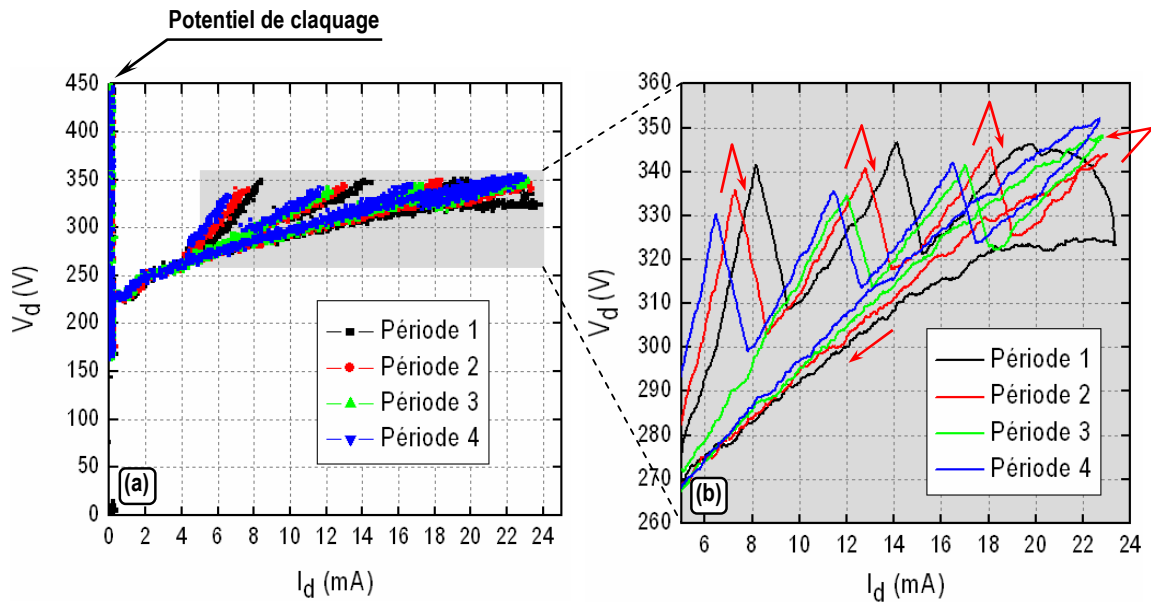 Potentiel de claquage
450
400
350
300
250
200
150
100
50
0
V_d (V)
0 2 4 6 8 10 12 14 16 18 20 22 24
I_d (mA)
Période 1
Période 2
Période 3
Période 4
(a)
360
350
340
330
320
310
300
290
280
270
260
V_d (V)
6 8 10 12 14 16 18 20 22 24
I_d (mA)
Période 1
Période 2
Période 3
Période 4
(b)